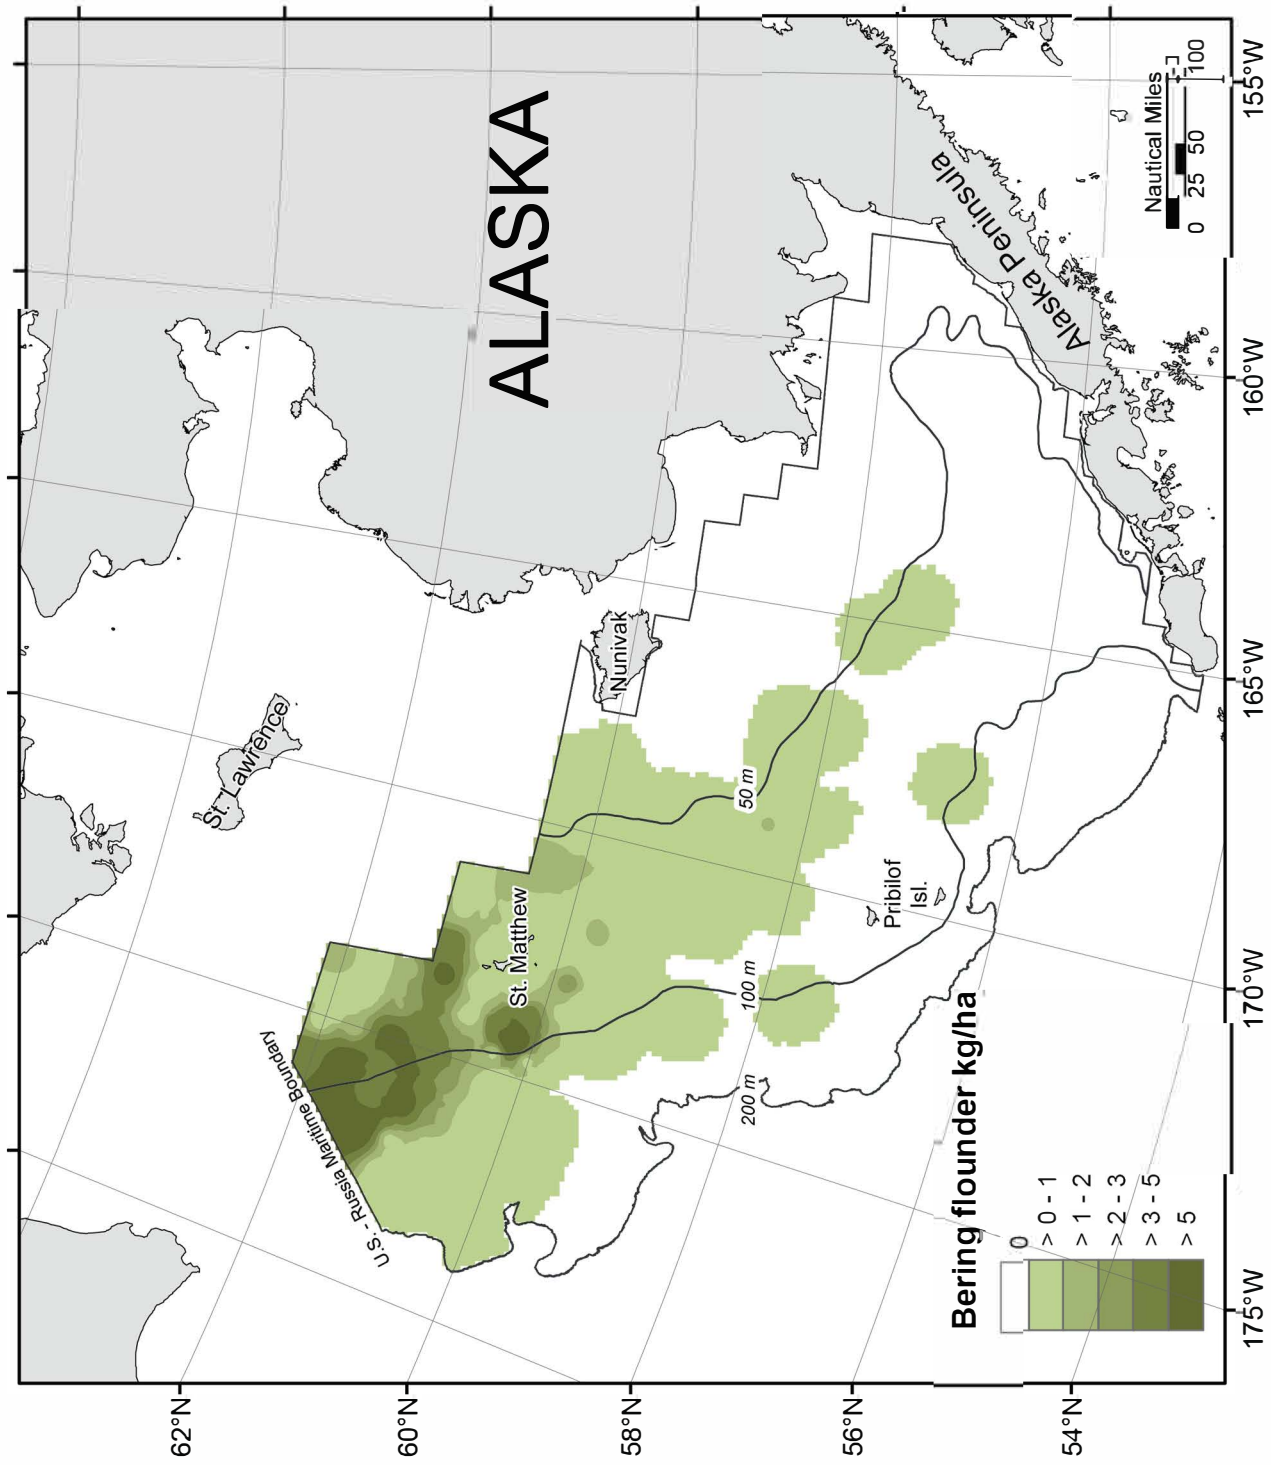 ALASKA
St. Lawrence
Nunivak
St. Matthew
Pribilof
Isl.
Alaska Peninsula
U.S. - Russia Maritime Boundary
50 m
100 m
200 m
Bering flounder kg/ha
0
> 0 - 1
> 1 - 2
> 2 - 3
> 3 - 5
> 5
Nautical Miles
0 25 50 100
62°N
60°N
58°N
56°N
54°N
175°W
170°W
165°W
160°W
155°W